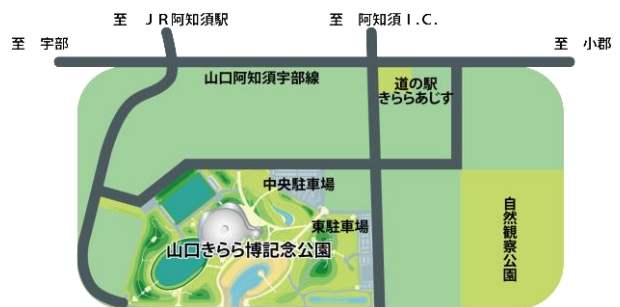 至　ＪＲ阿知須駅
至　阿知須 I.C.
至　宇部
至　小郡
山口阿知須宇部線
道の駅
きららあじす
中央駐車場
東駐車場
山口きらら博記念公園
自然観察公園